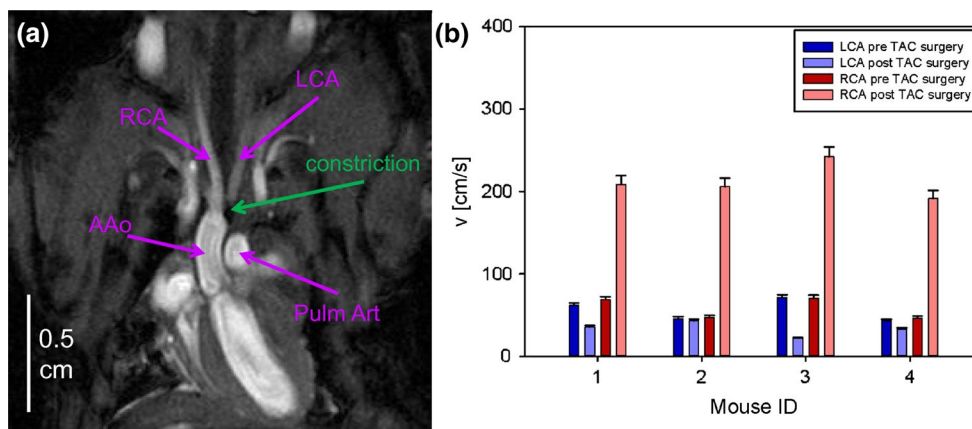 (a)
LCA
RCA
constriction
AAo
Pulm Art
0.5
cm
(b)
400
300
200
100
0
v [cm/s]
LCA pre TAC surgery
LCA post TAC surgery
RCA pre TAC surgery
RCA post TAC surgery
1 2 3 4
Mouse ID